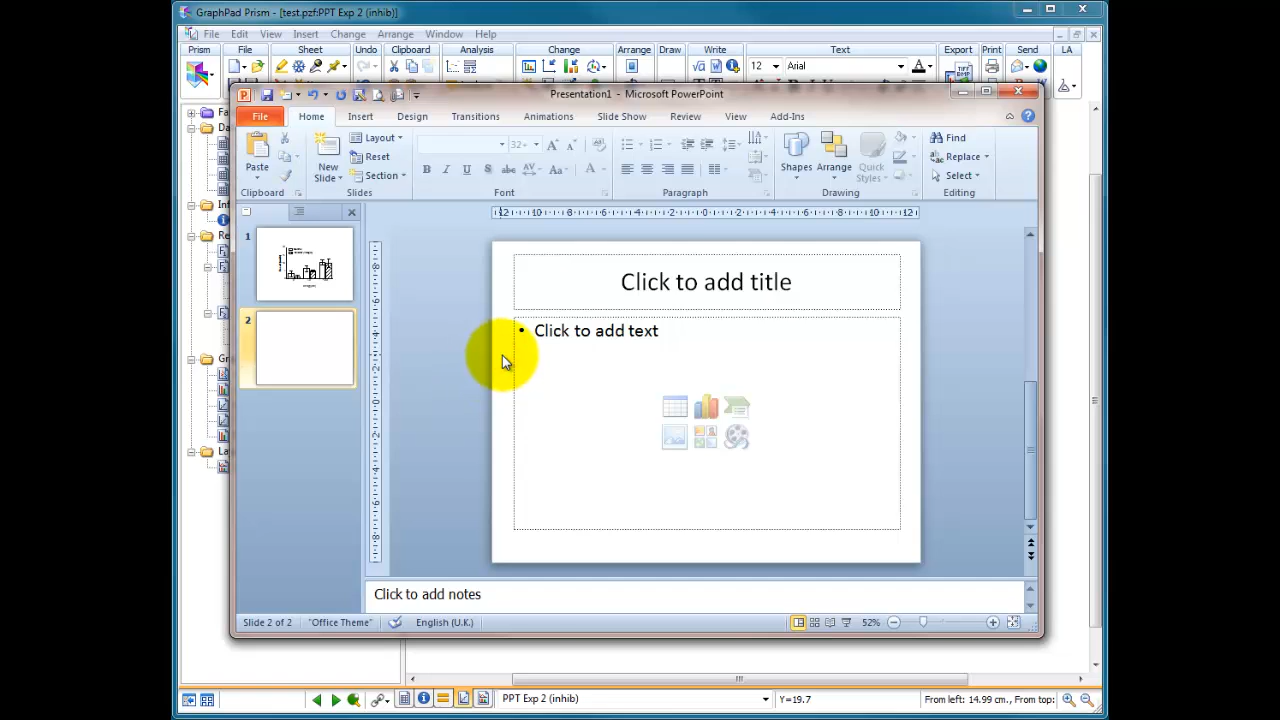 GraphPad Prism - [test.pzf:PPT Exp 2 (inhib)]
File Edit View Insert Change Arrange Window Help
Prism File Sheet Undo Clipboard Analysis Change Arrange Draw Write Text Export Print Send LA
12 Arial
Presentation1 - Microsoft PowerPoint
File Home Insert Design Transitions Animations Slide Show Review View Add-Ins
Paste
New
Slide
Layout
Reset
Section
32
Shapes Arrange Quick
Styles
Find
Replace
Select
Clipboard Slides Font Paragraph Drawing Editing
1
2
Click to add title
• Click to add text
Click to add notes
Slide 2 of 2 "Office Theme" English (U.K.) 52%
PPT Exp 2 (inhib) Y=19.7 From left: 14.99 cm., From top: